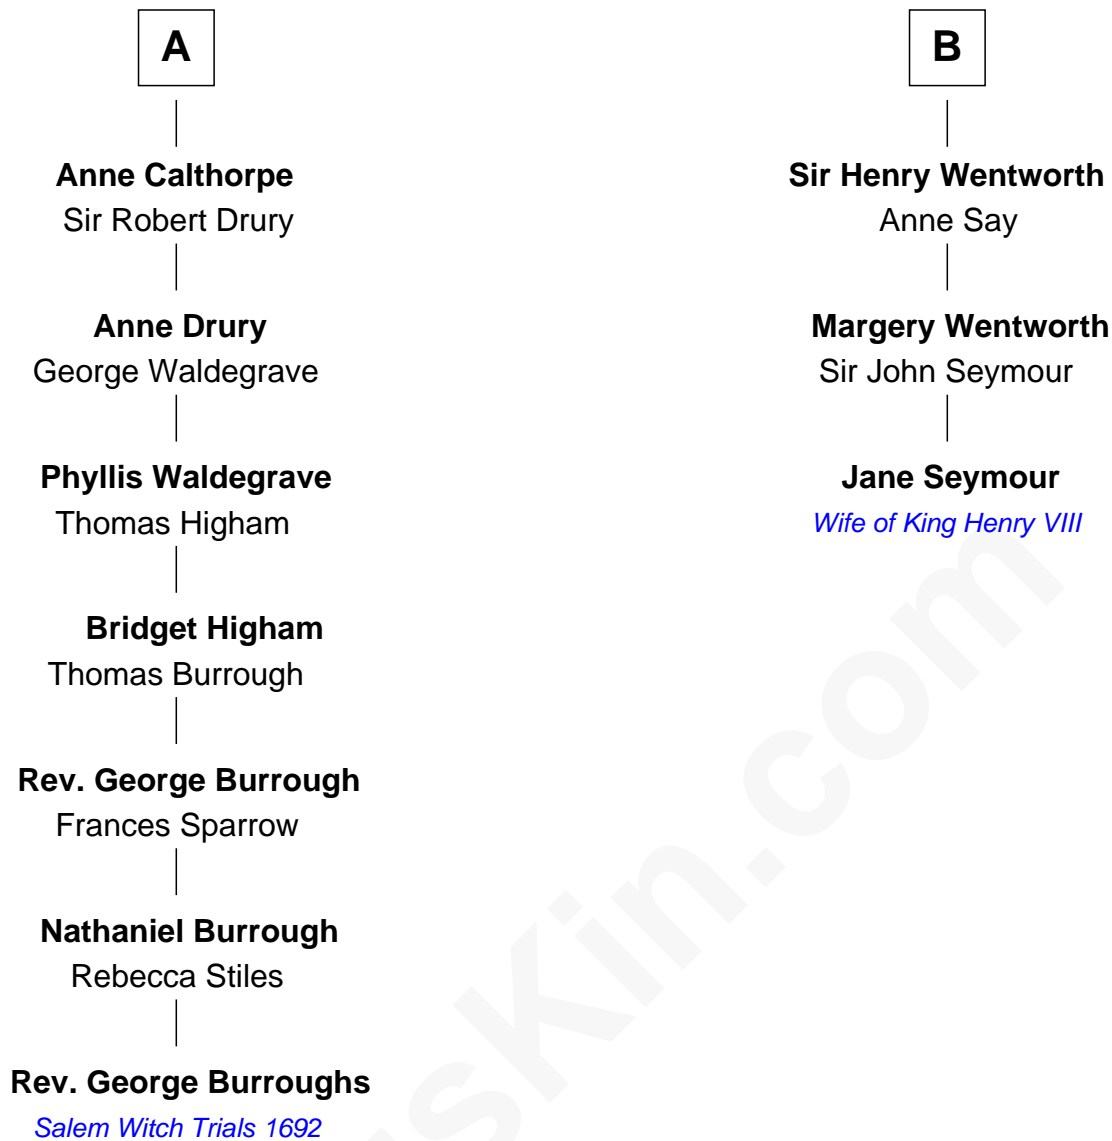 A
Anne Calthorpe
Sir Robert Drury
Anne Drury
George Waldegrave
Phyllis Waldegrave
Thomas Higham
Bridget Higham
Thomas Burrough
Rev. George Burrough
Frances Sparrow
Nathaniel Burrough
Rebecca Stiles
Rev. George Burroughs
Salem Witch Trials 1692
B
Sir Henry Wentworth
Anne Say
Margery Wentworth
Sir John Seymour
Jane Seymour
Wife of King Henry VIII
sKin.com